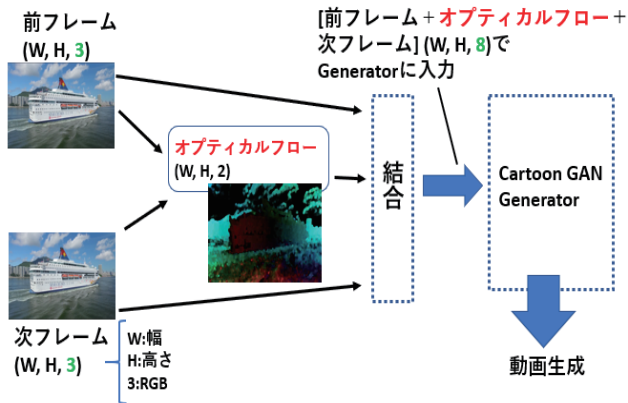 前フレーム
(W, H, 3)
[前フレーム＋オプティカルフロー＋
次フレーム] (W, H, 8)で
Generatorに入力
オプティカルフロー
(W, H, 2)
結合
Cartoon GAN
Generator
次フレーム
(W, H, 3)
W:幅
H:高さ
3:RGB
動画生成